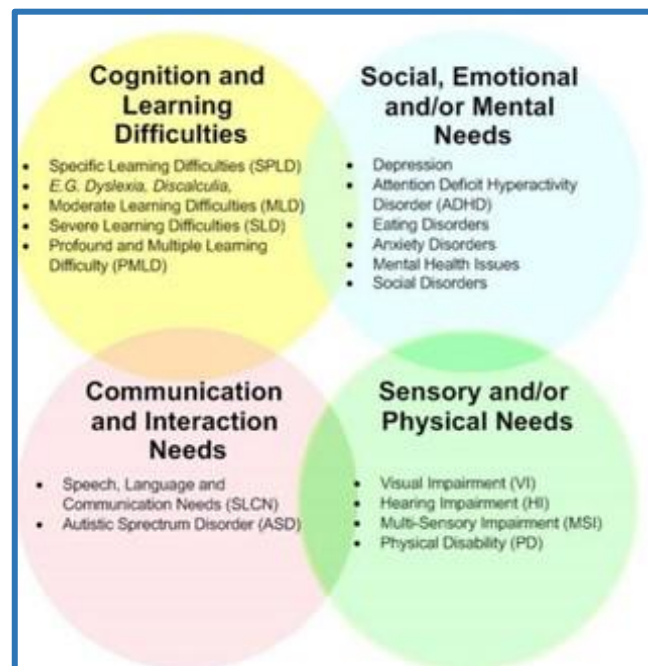 Cognition and
Learning
Difficulties
• Specific Learning Difficulties (SPLD)
• E.G. Dyslexia, Discalculia,
• Moderate Learning Difficulties (MLD)
• Severe Learning Difficulties (SLD)
• Profound and Multiple Learning
Difficulty (PMLD)
Social, Emotional
and/or Mental
Needs
• Depression
• Attention Deficit Hyperactivity
Disorder (ADHD)
• Eating Disorders
• Anxiety Disorders
• Mental Health Issues
• Social Disorders
Communication
and Interaction
Needs
• Speech, Language and
Communication Needs (SLCN)
• Autistic Sprectrum Disorder (ASD)
Sensory and/or
Physical Needs
• Visual Impairment (VI)
• Hearing Impairment (HI)
• Multi-Sensory Impairment (MSI)
• Physical Disability (PD)